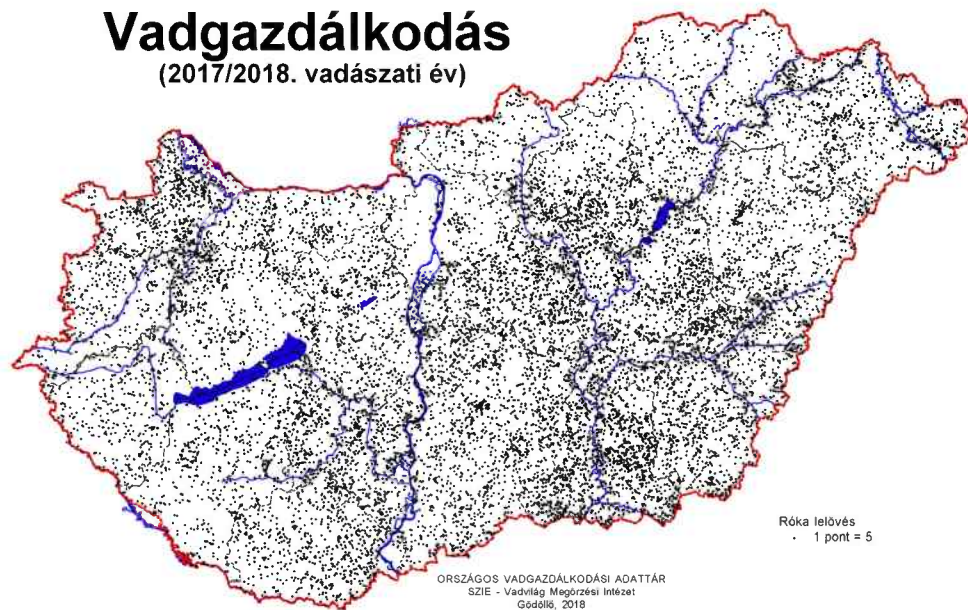 Vadgazdálkodás
(2017/2018. vadászati év)
Róka lelövés
1 pont = 5
ORSZÁGOS VADGAZDÁLKODÁSI ADATTÁR
SZIE - Vadvilág Megőrzési Intézet
Gödöllő, 2018